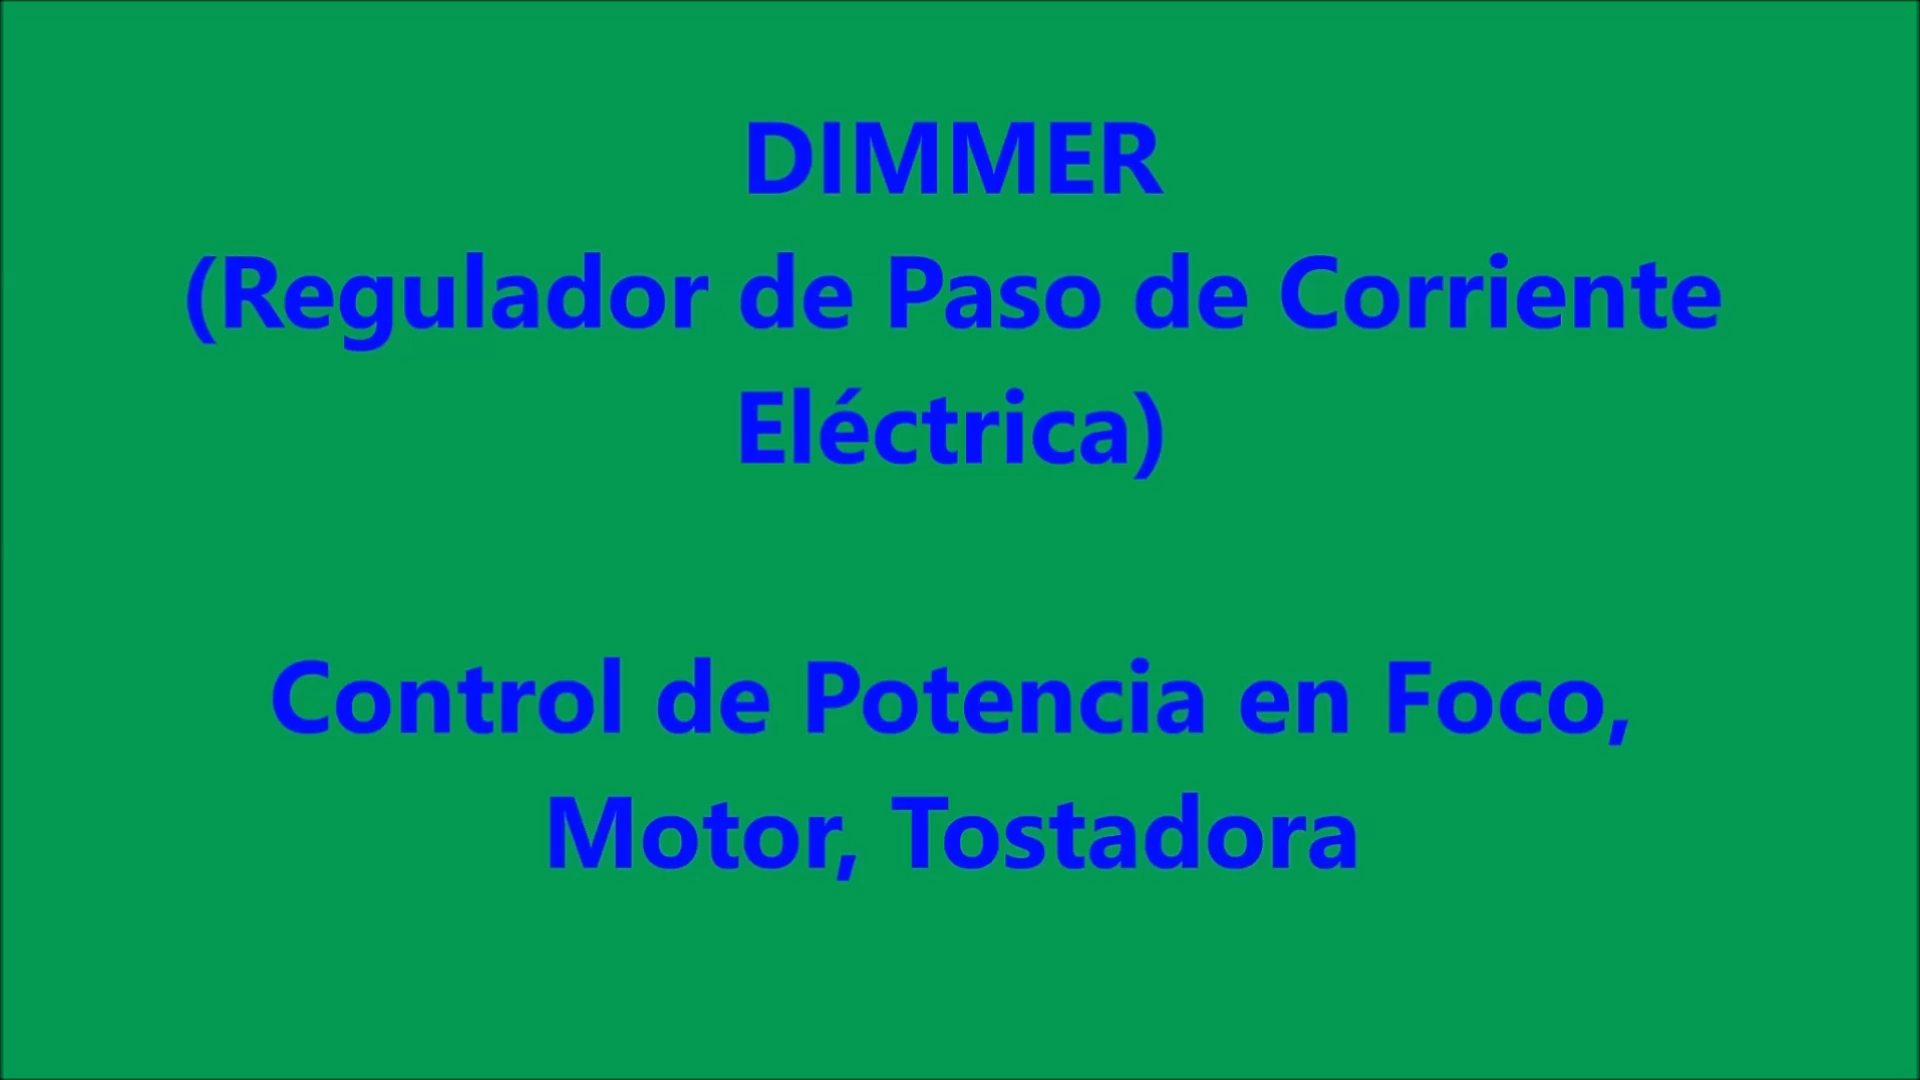 DIMMER
(Regulador de Paso de Corriente
Eléctrica)
Control de Potencia en Foco,
Motor, Tostadora